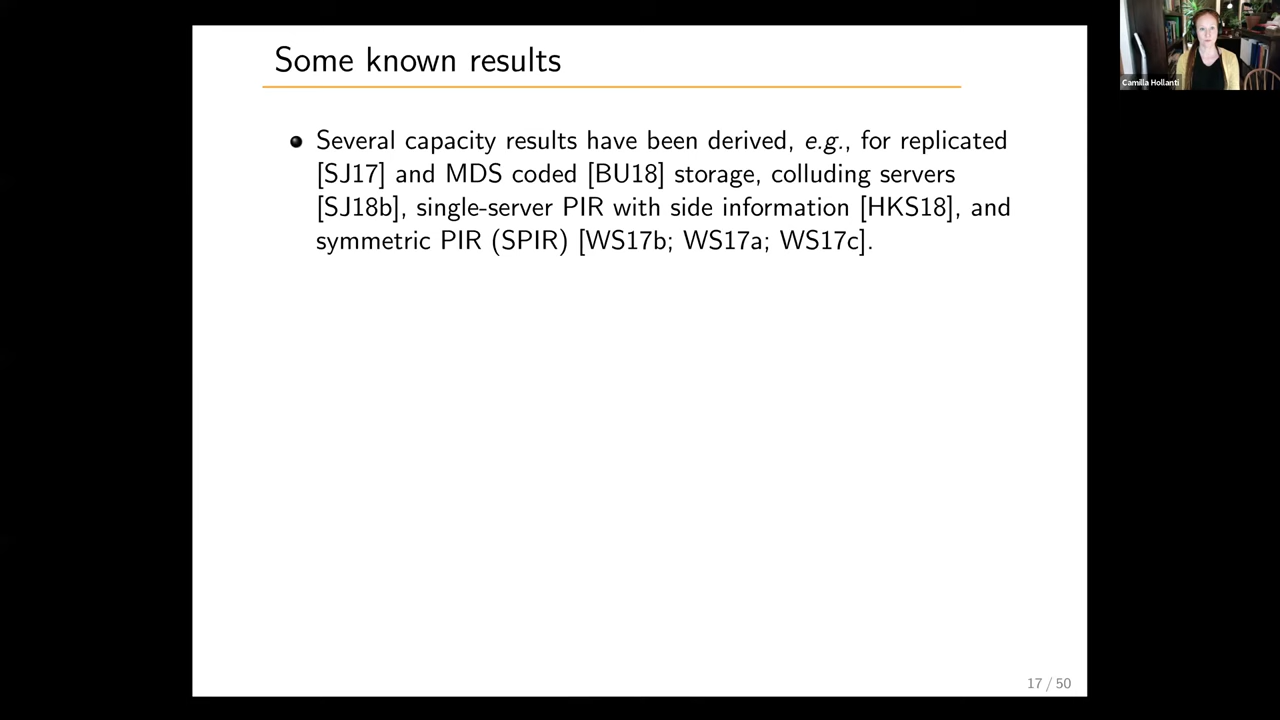 Some known results
Several capacity results have been derived, e.g., for replicated
[SJ17] and MDS coded [BU18] storage, colluding servers
[SJ18b], single-server PIR with side information [HKS18], and
symmetric PIR (SPIR) [WS17b; WS17a; WS17c].
17 / 50
Camilla Hollanti